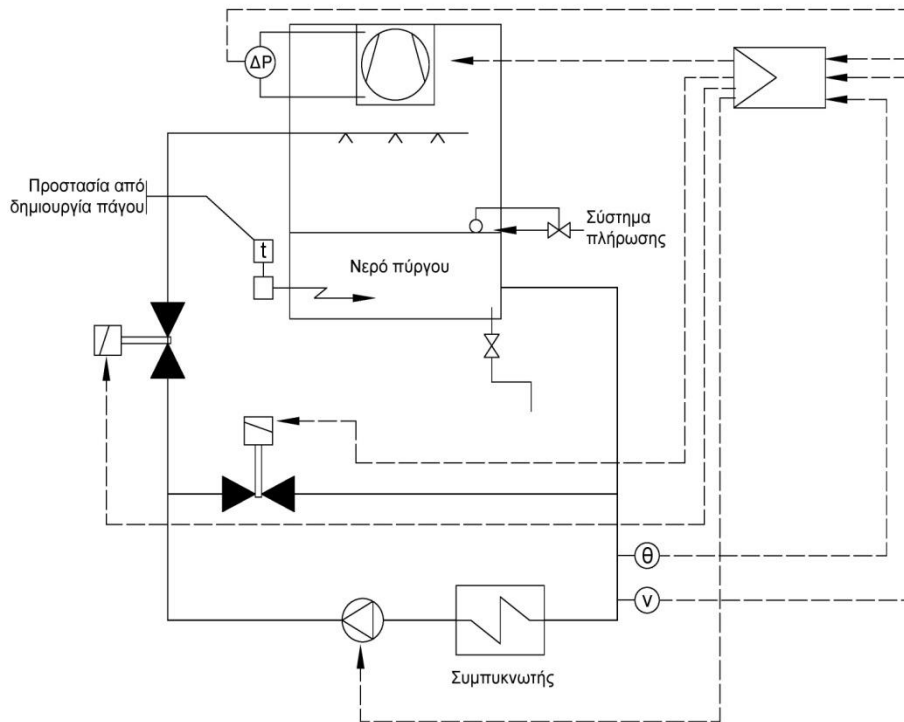 ΔP
Προστασία από
δημιουργία πάγου
t
Σύστημα
πλήρωσης
Νερό πύργου
θ
v
Συμπυκνωτής